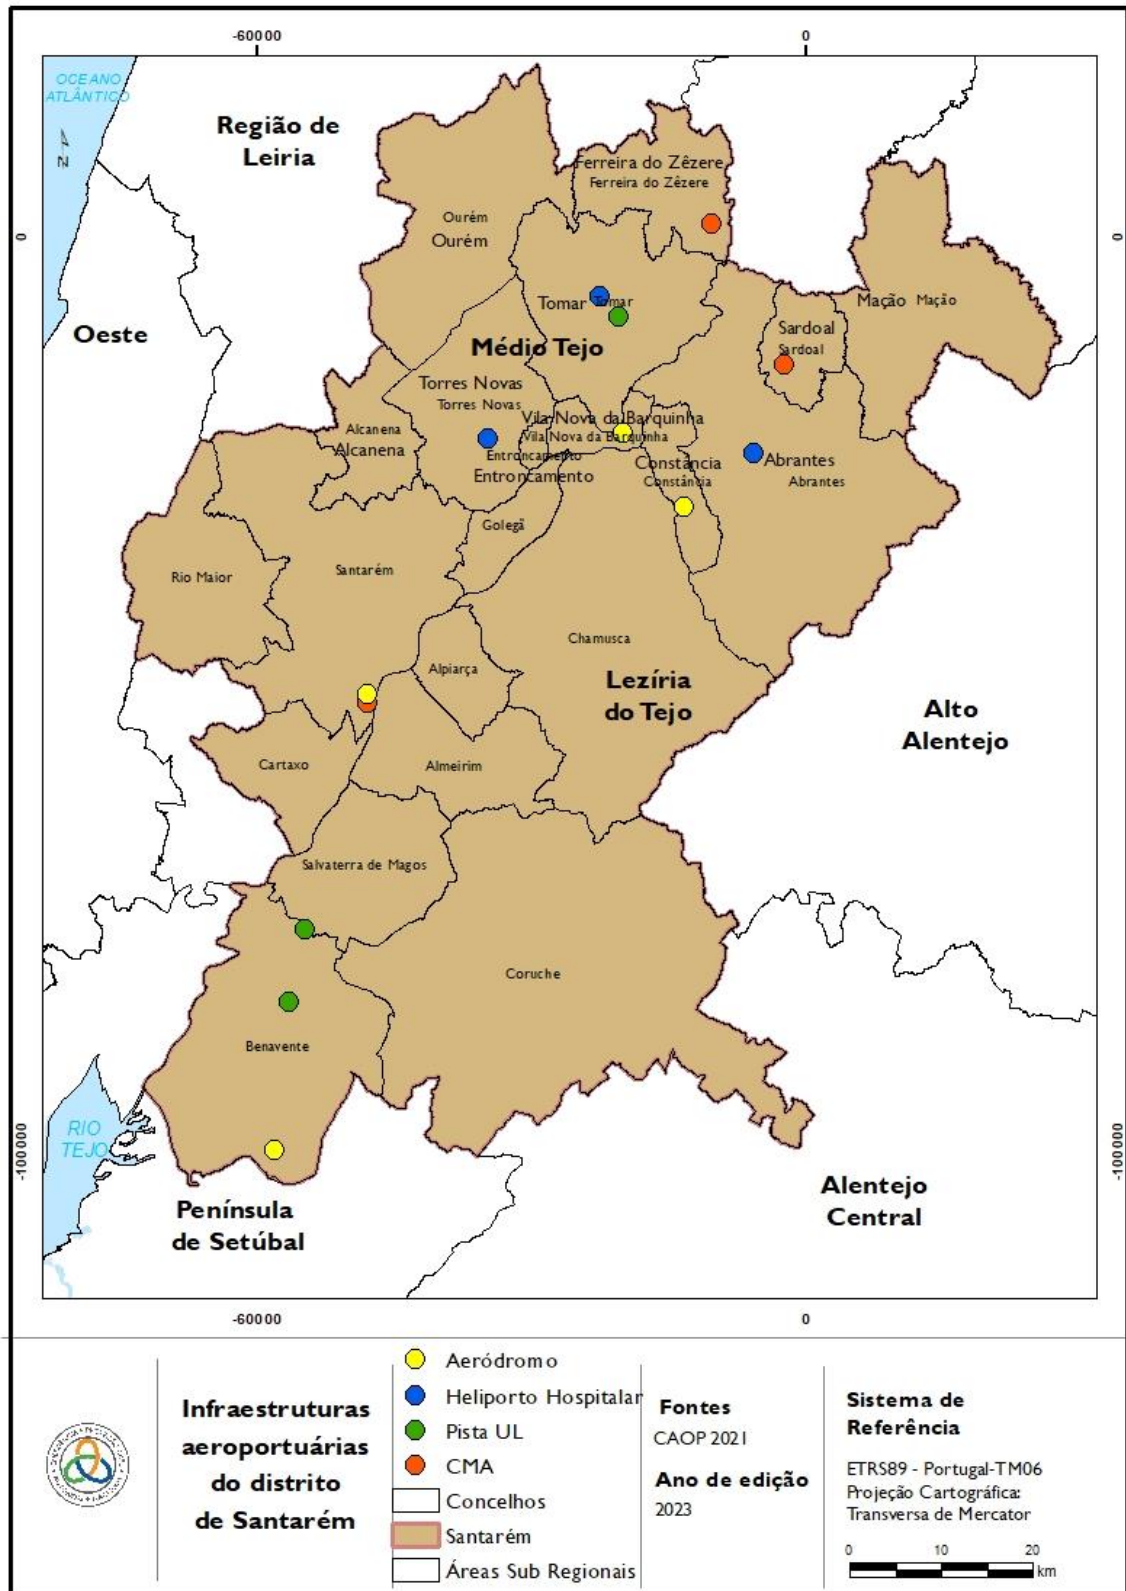 -60000
0
OCEANO
ATLÂNTICO
N
Região de
Leiria
Ferreira do Zêzere
Ferreira do Zêzere
Ourém
Ourém
0
0
Oeste
Tomar
Tomar
Mação
Mação
Sardoal
Sardoal
Médio Tejo
Torres Novas
Torres Novas
Vila Nova da Barquinha
Vila Nova da Barquinha
Alcanena
Alcanena
Entroncamento
Entroncamento
Constância
Constância
Abrantes
Abrantes
Golegã
Rio Maior
Santarém
Chamusca
Alpiarça
Lezíria
do Tejo
Alto
Alentejo
Cartaxo
Almeirim
Salvaterra de Magos
Coruche
Benavente
RIO
TEJO
-100000
-100000
Península
de Setúbal
Alentejo
Central
-60000
0
Infraestruturas
aeroportuárias
do distrito
de Santarém
Aeródromo
Heliporto Hospitalar
Pista UL
CMA
Concelhos
Santarém
Áreas Sub Regionais
Fontes
CAOP 2021
Ano de edição
2023
Sistema de
Referência
ETRS89 - Portugal-TM06
Projeção Cartográfica:
Transversa de Mercator
0 10 20
km